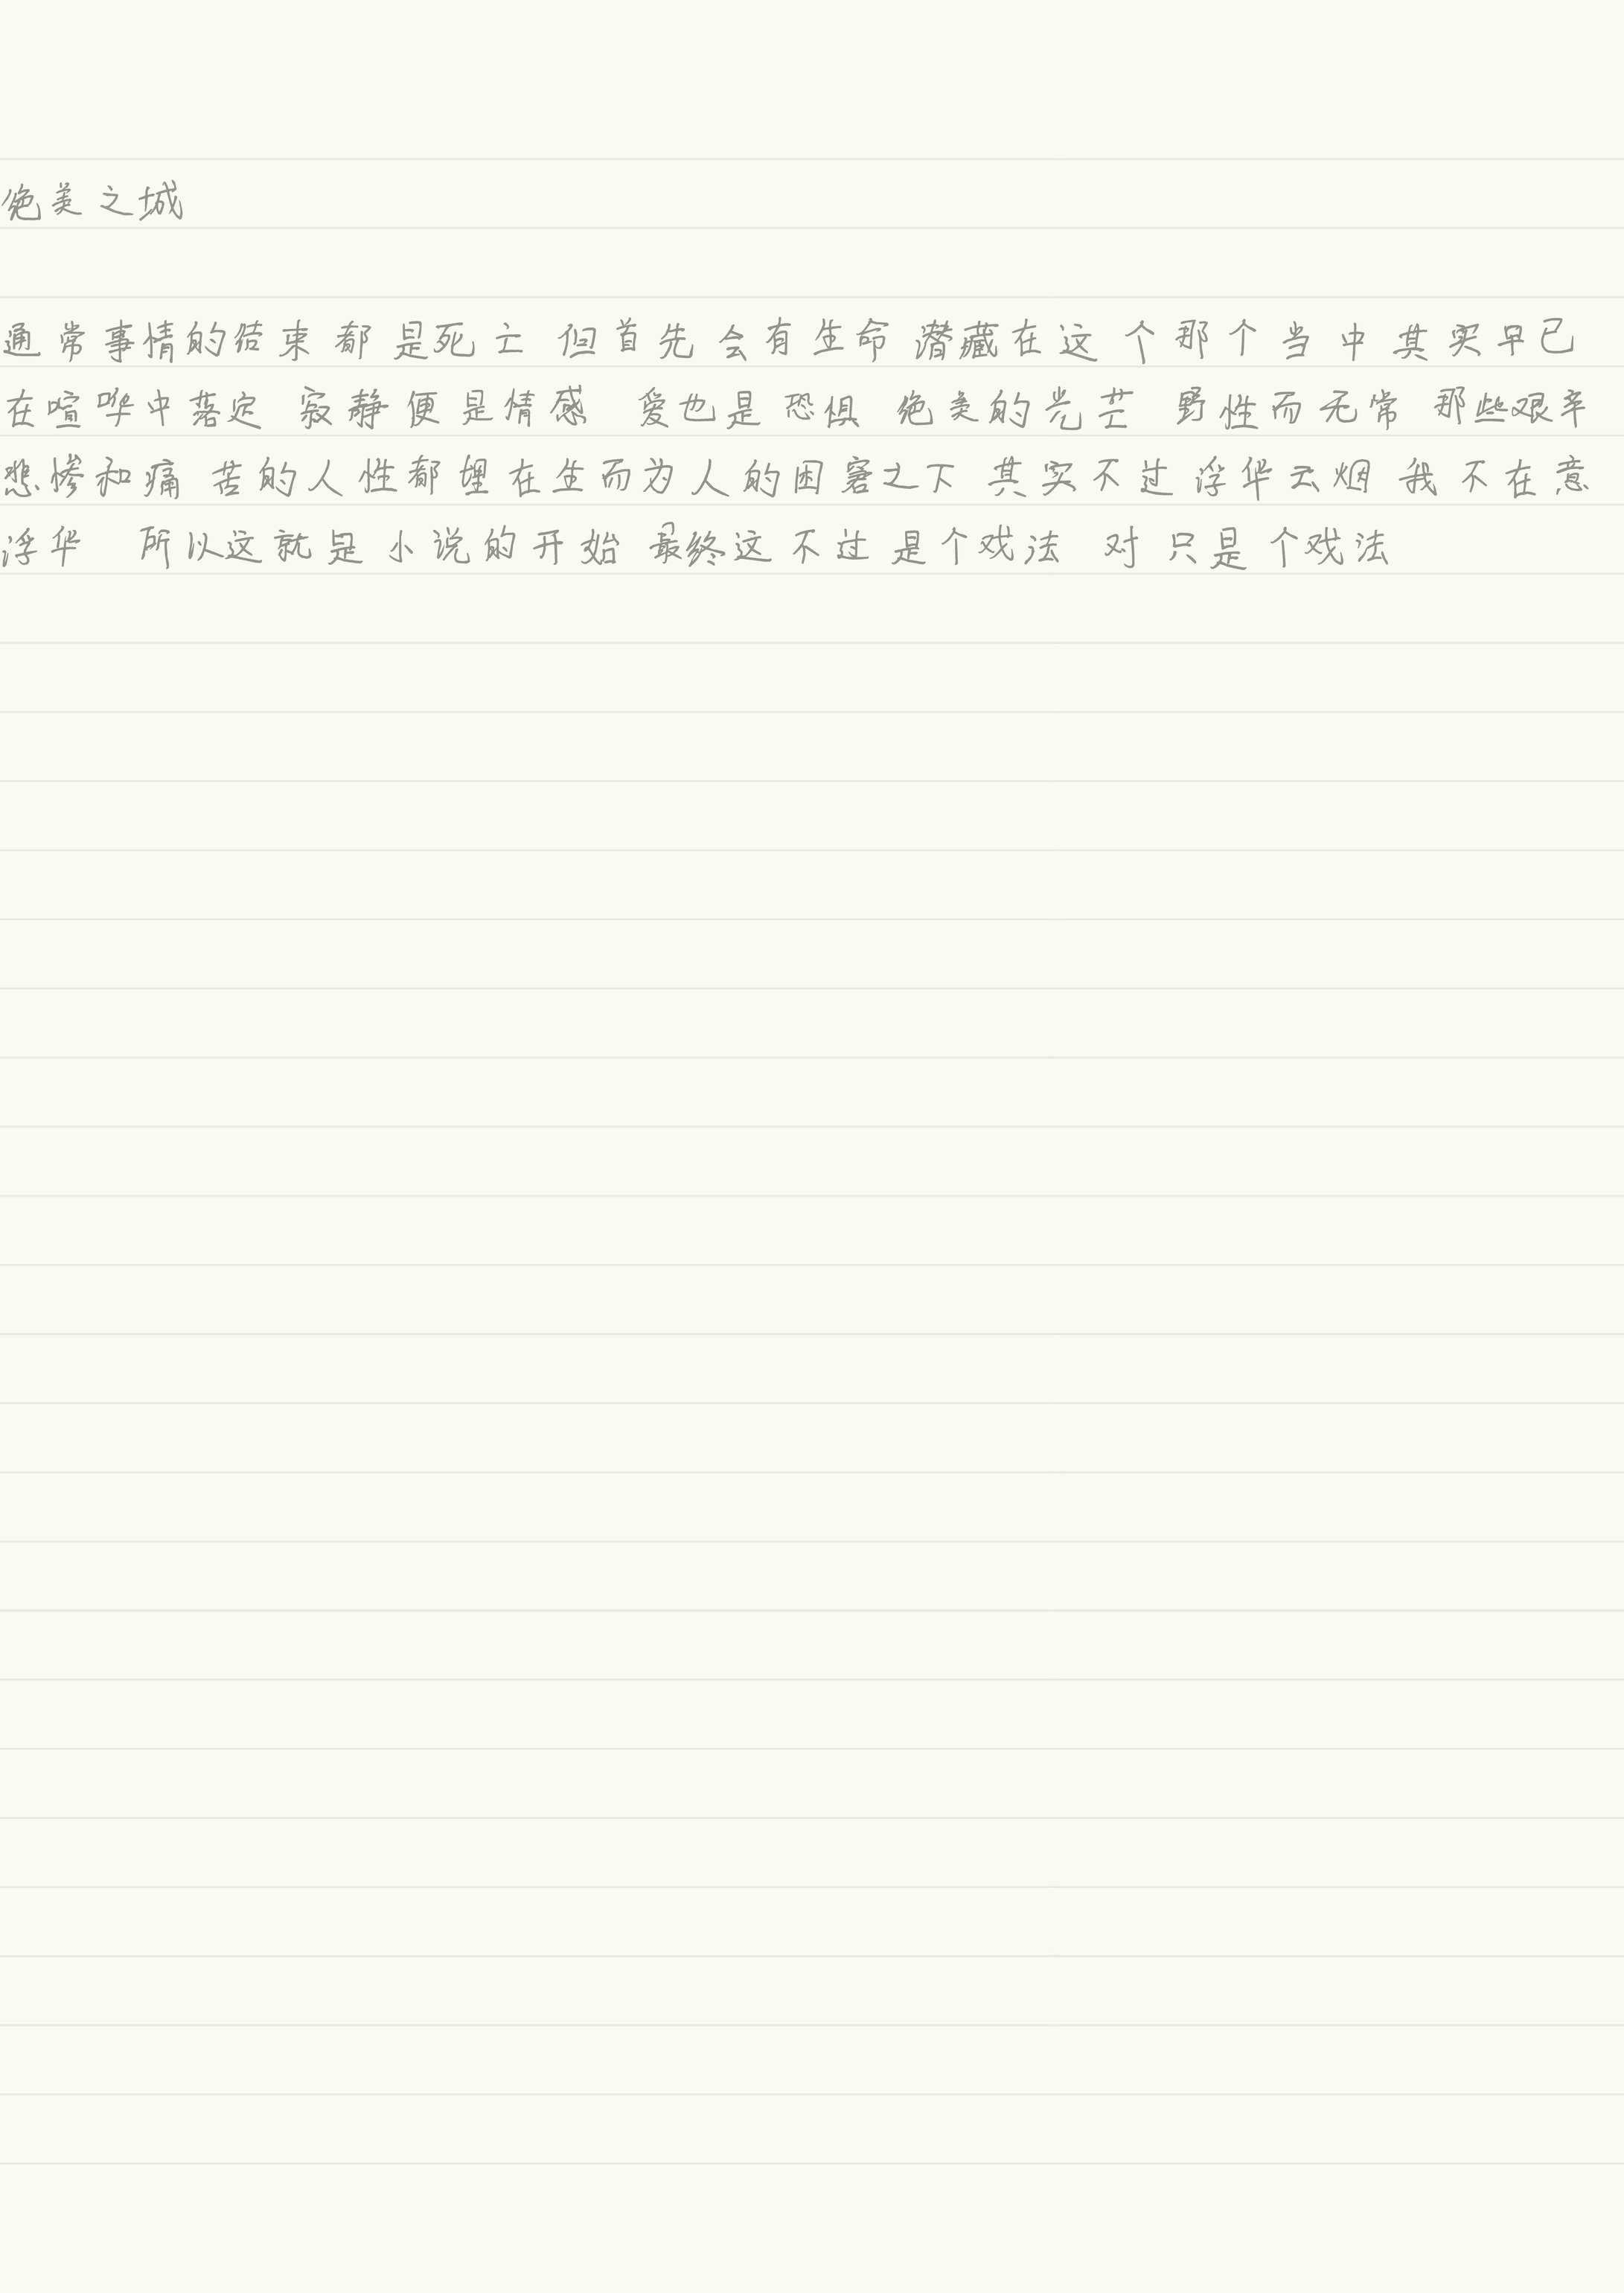 绝美之城
通常事情的结束都是死亡 但首先会有生命 潜藏在这个那个当中 其实早已
在喧哗中落定 寂静便是情感 爱也是恐惧 绝美的光芒 野性而无常 那些艰辛
悲惨和痛苦的人性都埋在生而为人的困窘之下 其实不过浮华云烟 我不在意
浮华 所以这就是小说的开始 最终这不过是个戏法 对 只是个戏法